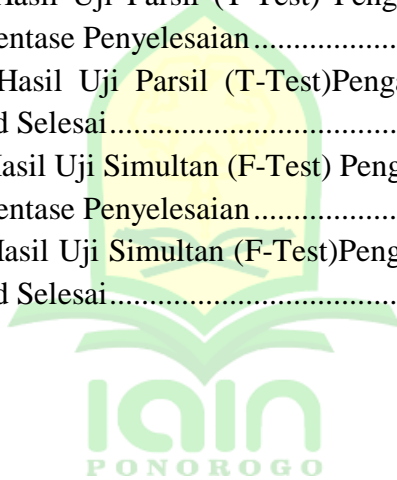 Hasil Uji Parsil (T-Test) Peng
entase Penyelesaian....................
Hasil Uji Parsil (T-Test)Penga
d Selesai........................................
Hasil Uji Simultan (F-Test) Peng
entase Penyelesaian....................
Hasil Uji Simultan (F-Test)Peng
d Selesai........................................
iain
PONOROGO